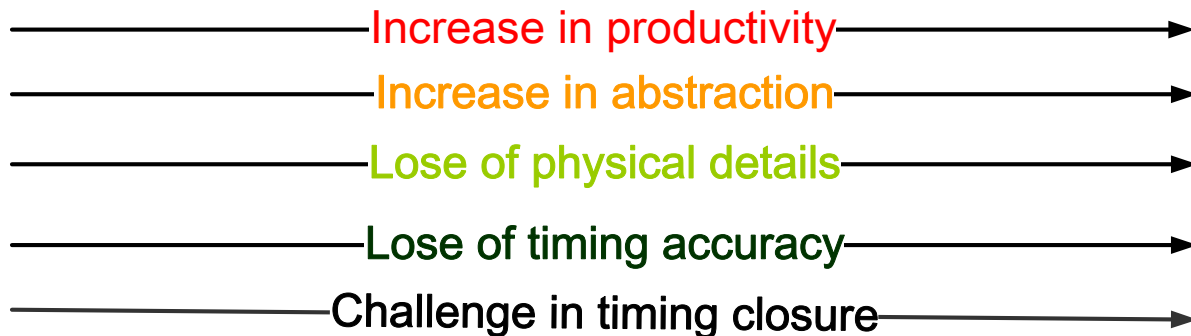 Increase in productivity
Increase in abstraction
Lose of physical details
Lose of timing accuracy
Challenge in timing closure